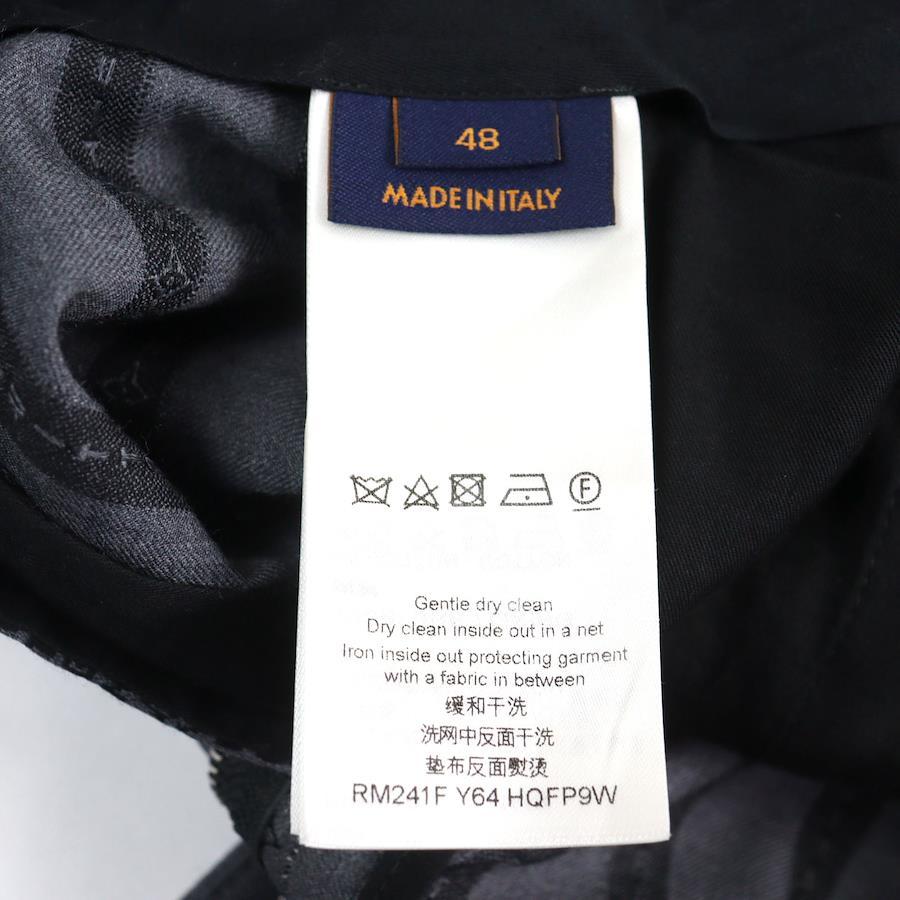 48
MADE IN ITALY
F
Gentle dry clean
Dry clean inside out in a net
Iron inside out protecting garment
with a fabric in between
缓和干洗
洗网中反面干洗
垫布反面熨烫
RM241F Y64 HQFP9W